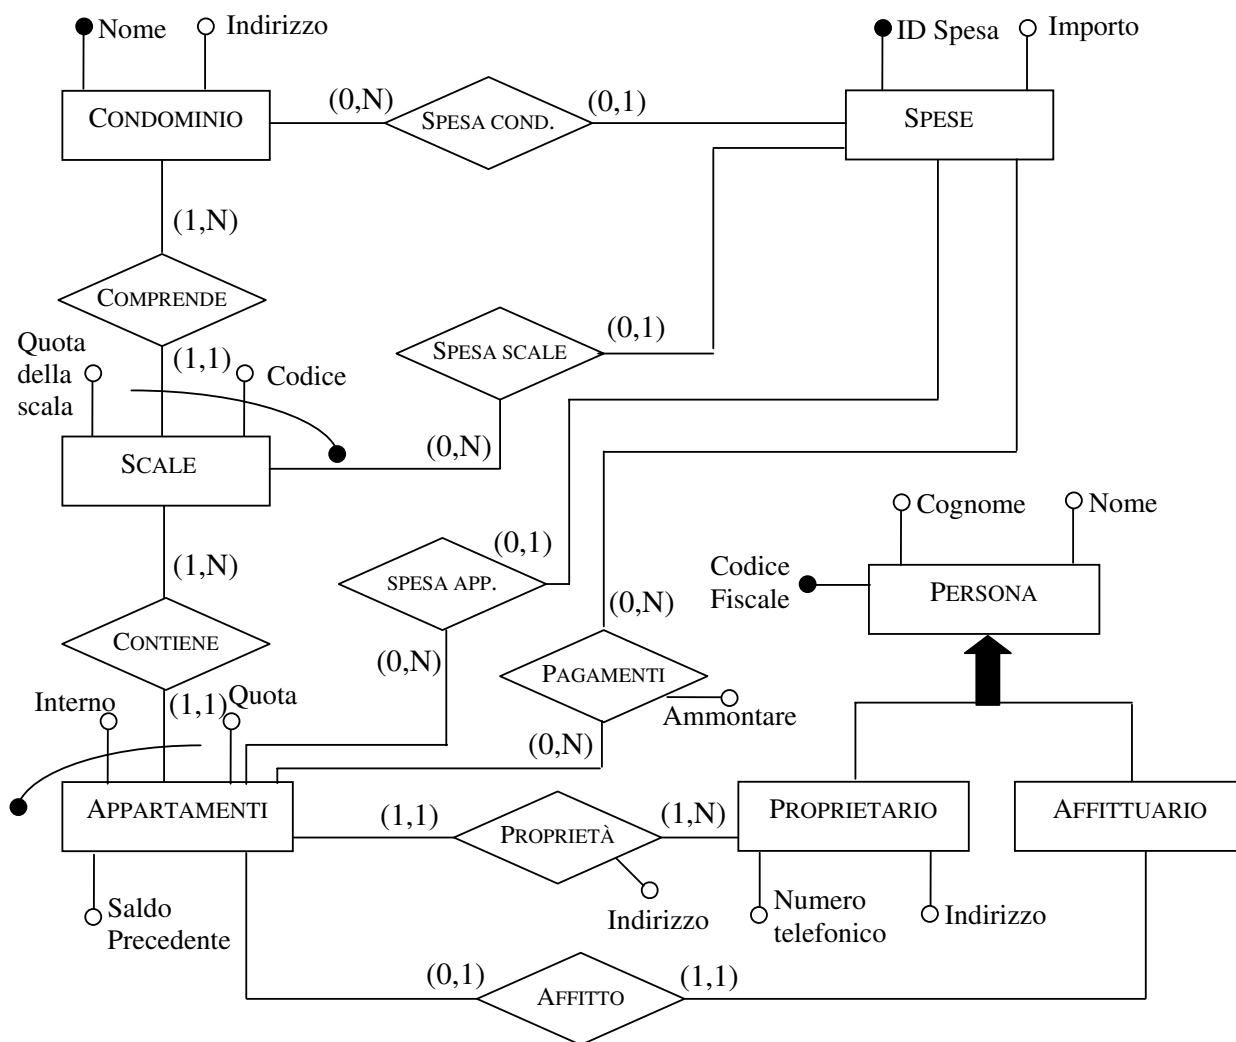 Nome
Indirizzo
ID Spesa
Importo
CONDOMINIO
(0,N)
SPESA COND.
(0,1)
SPESE
(1,N)
COMPRENDE
Quota
della
scala
(1,1)
Codice
SPESA SCALE
(0,1)
SCALE
(0,N)
(1,N)
spesa app.
(0,1)
Cognome
Nome
Codice
Fiscale
PERSONA
CONTIENE
(0,N)
(0,N)
PAGAMENTI
Ammontare
Interno
(1,1)
Quota
(0,N)
APPARTAMENTI
(1,1)
PROPRIETÀ
(1,N)
PROPRIETARIO
AFFITTUARIO
Saldo
Precedente
Indirizzo
Numero
telefonico
Indirizzo
(0,1)
AFFITTO
(1,1)